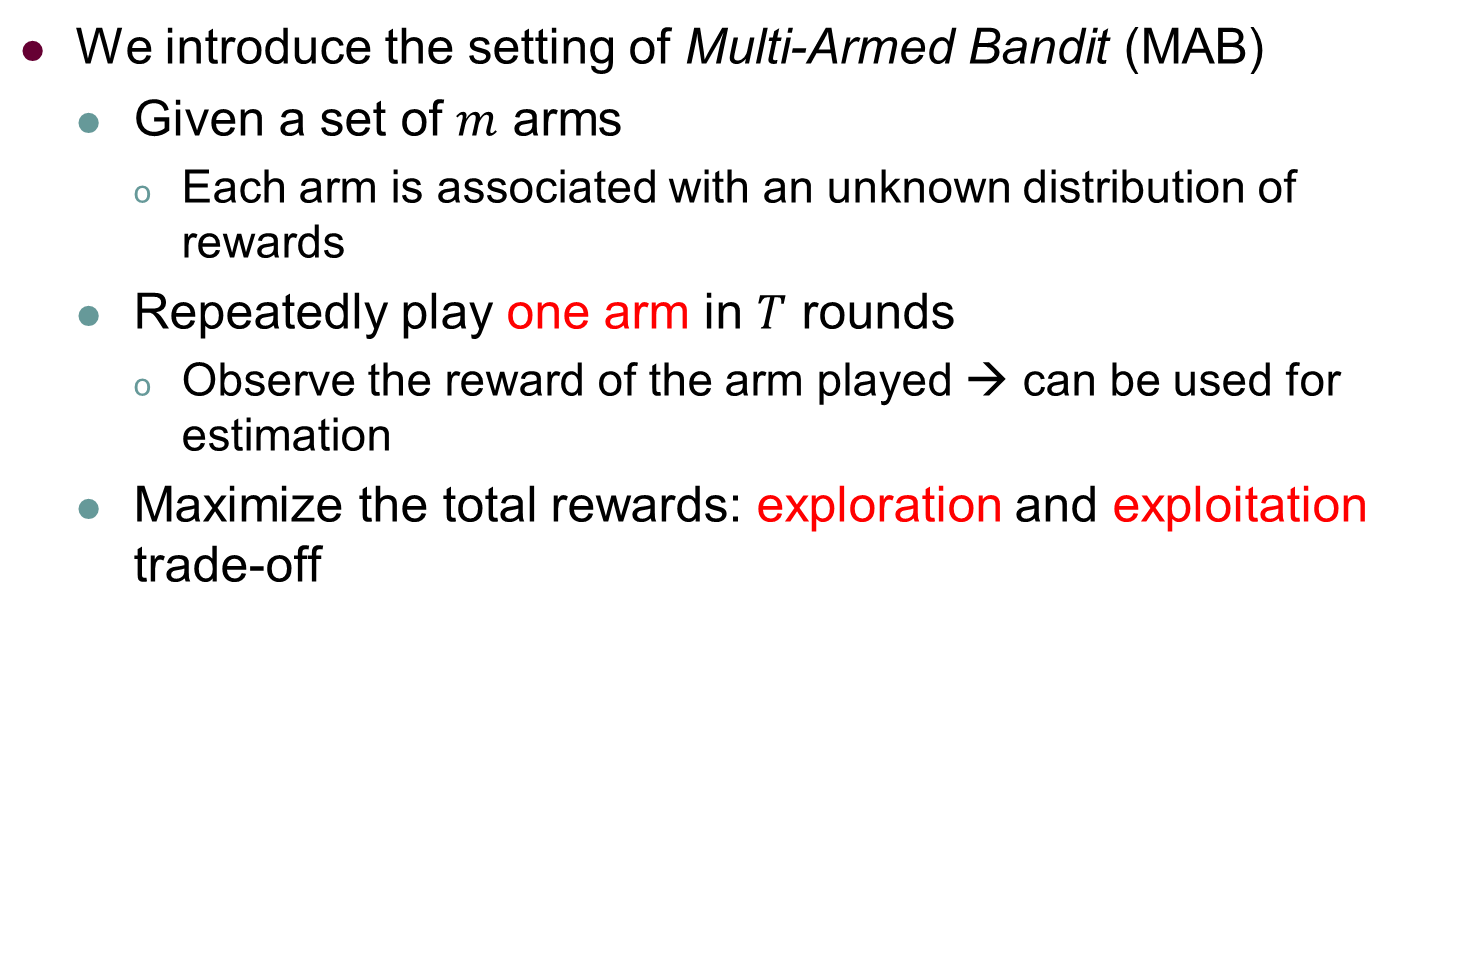 ● We introduce the setting of Multi-Armed Bandit (MAB)
● Given a set of m arms
o Each arm is associated with an unknown distribution of
rewards
● Repeatedly play one arm in T rounds
o Observe the reward of the arm played → can be used for
estimation
● Maximize the total rewards: exploration and exploitation
trade-off